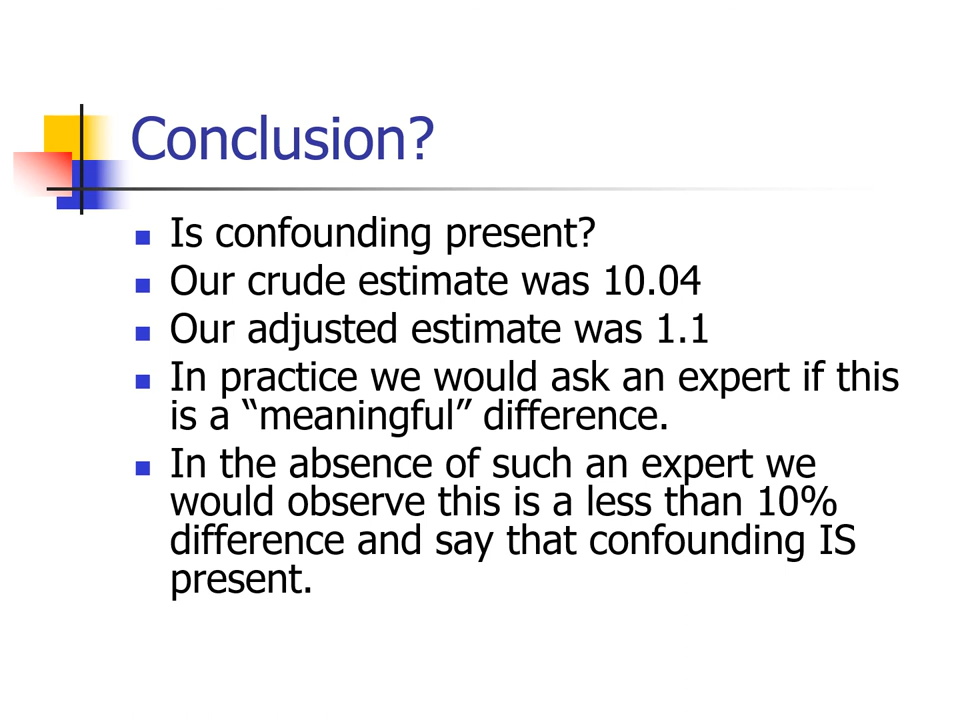 Conclusion?
Is confounding present?
Our crude estimate was 10.04
Our adjusted estimate was 1.1
In practice we would ask an expert if this
is a “meaningful” difference.
In the absence of such an expert we
would observe this is a less than 10%
difference and say that confounding IS
present.